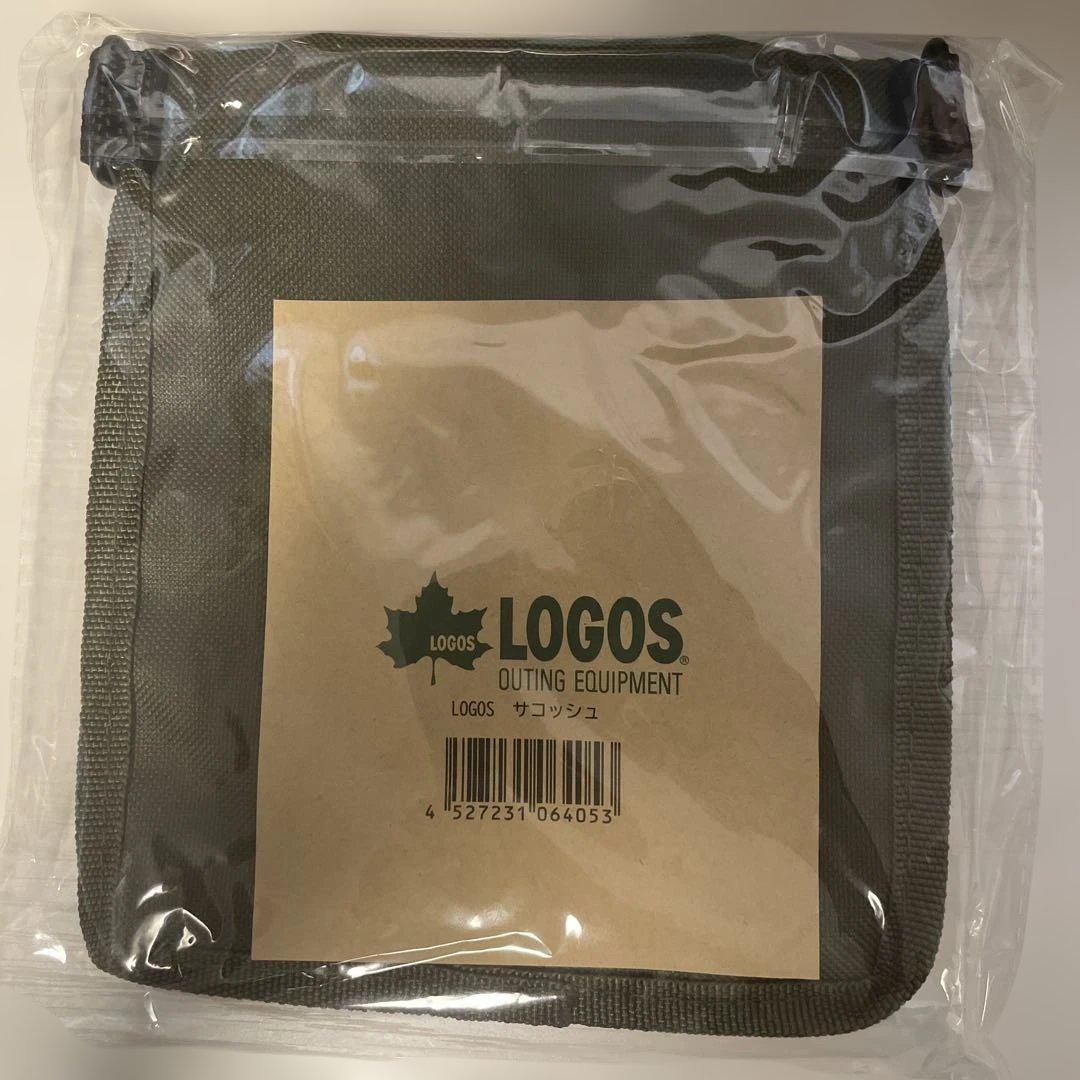 LOGOS
LOGOS®
OUTING EQUIPMENT
LOGOS サコッシュ
4 527231 064053